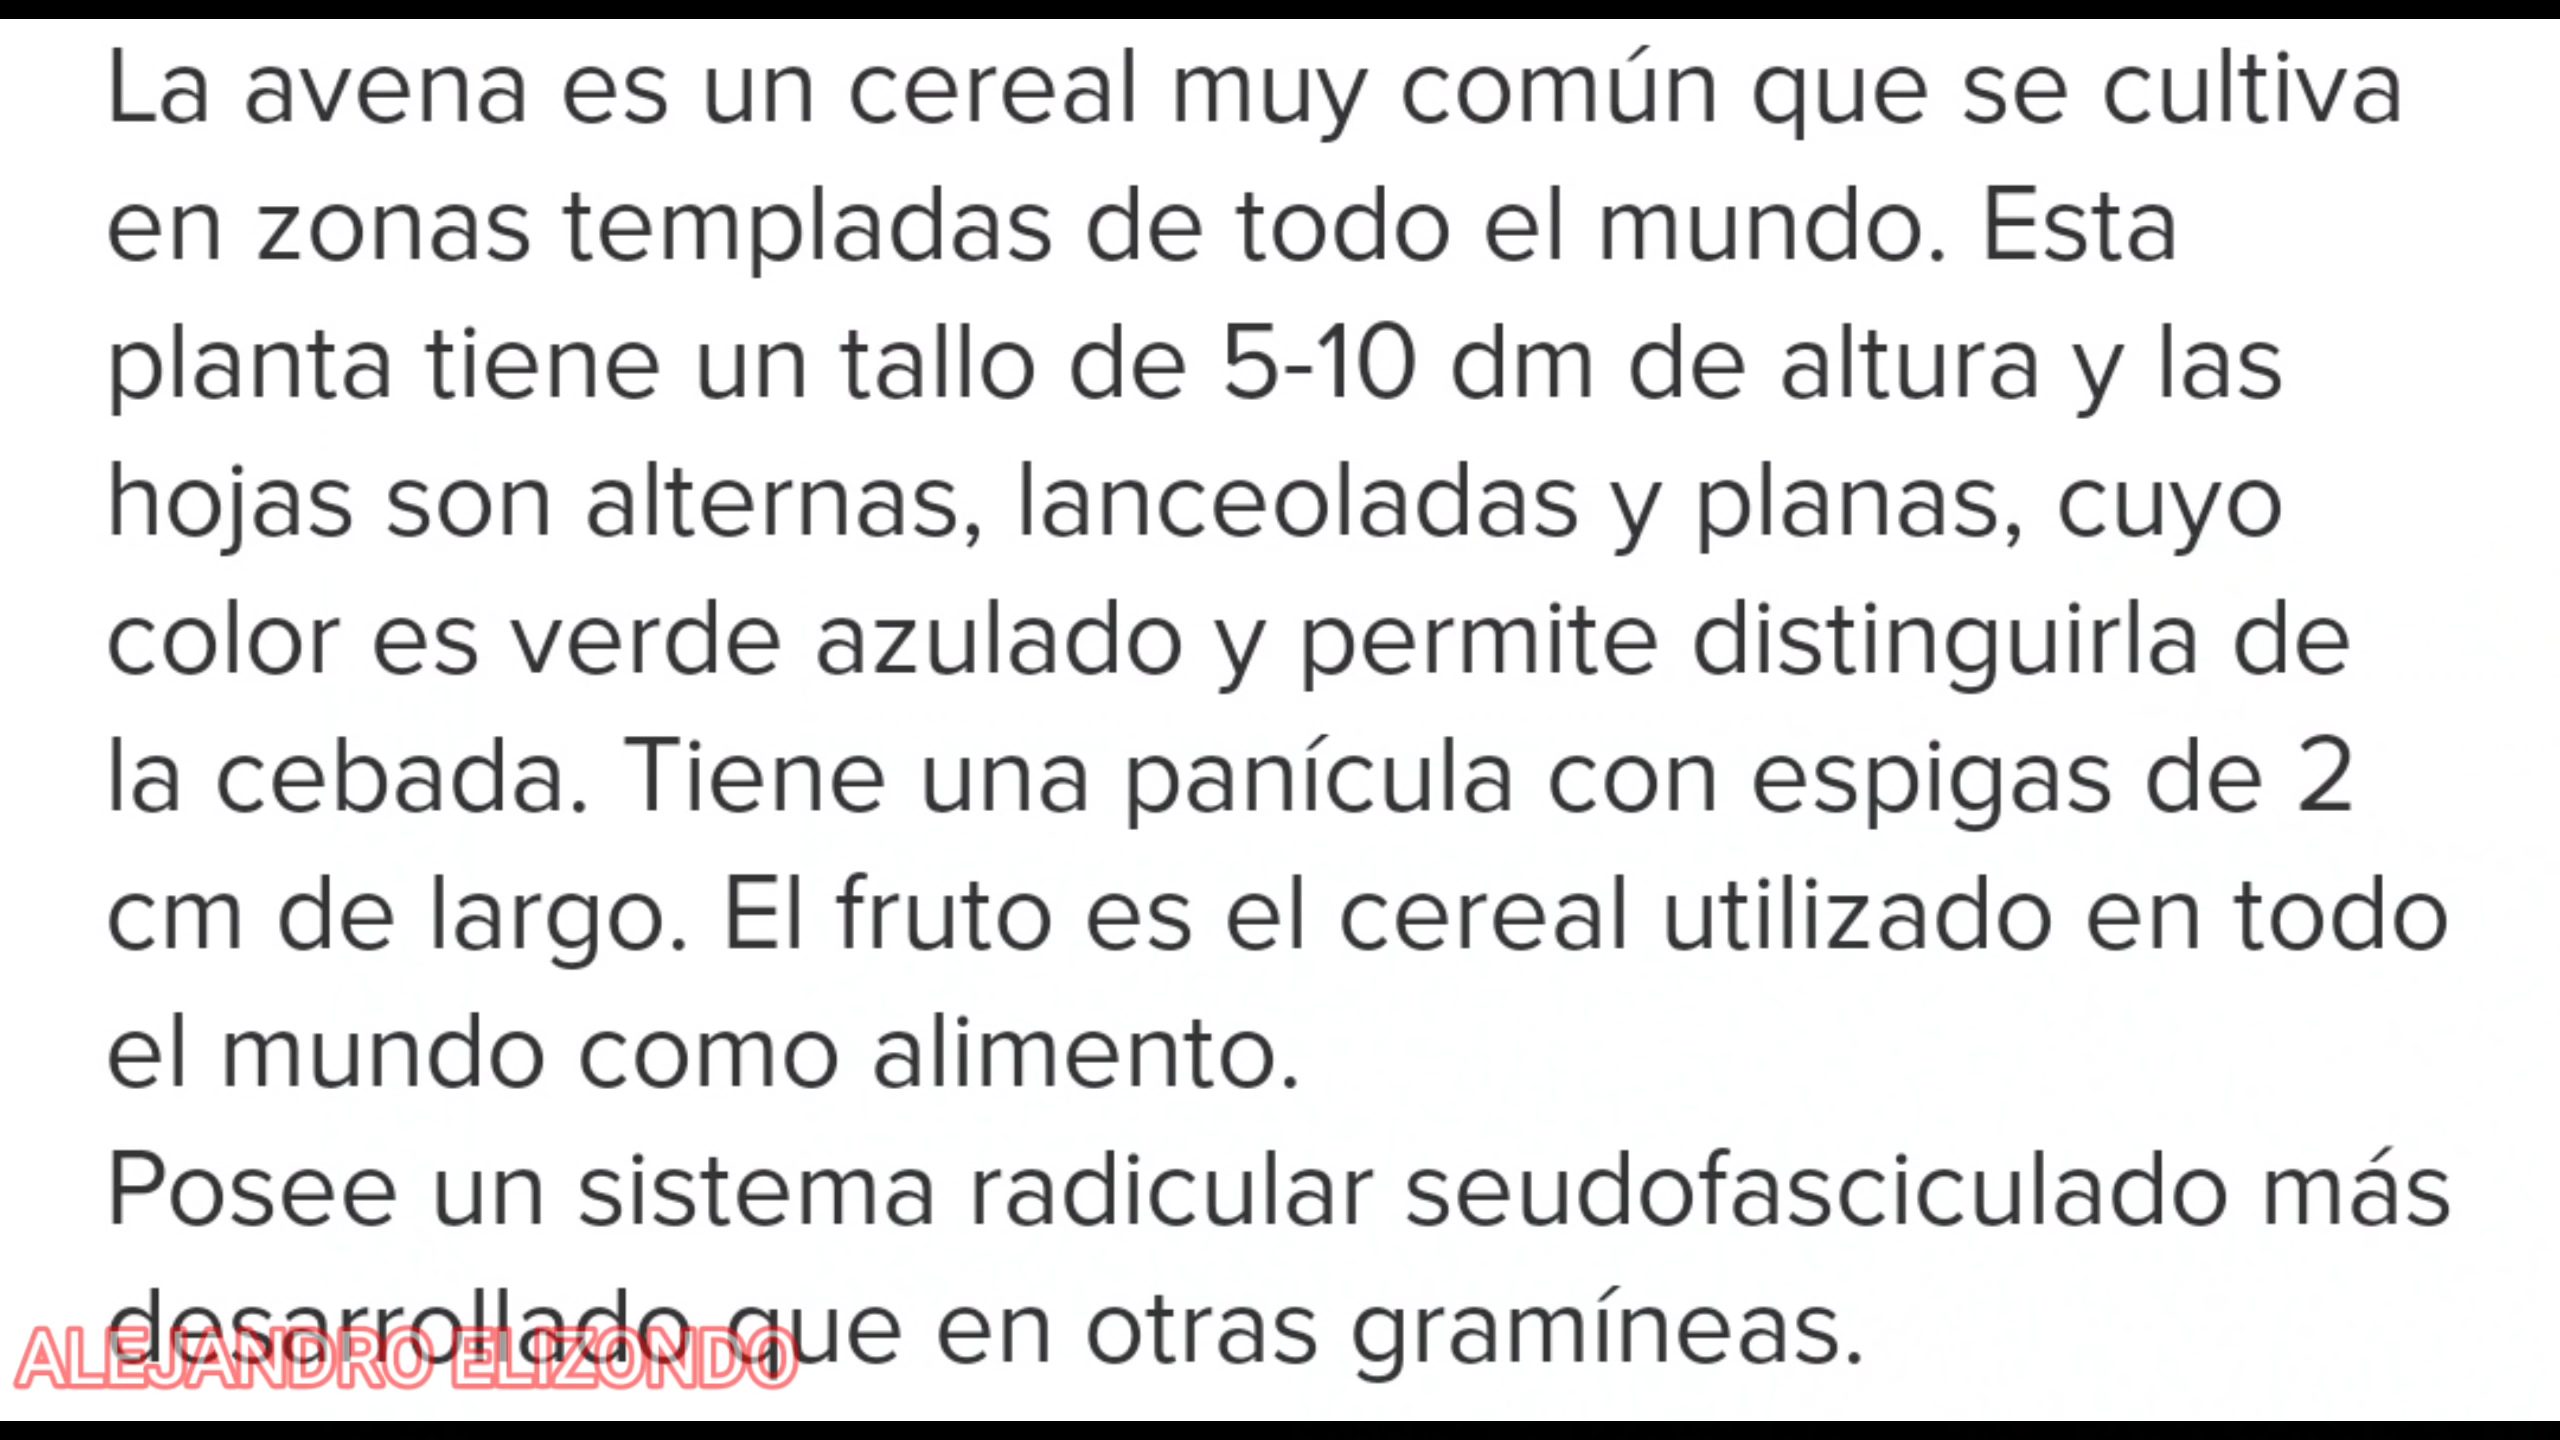 La avena es un cereal muy común que se cultiva
en zonas templadas de todo el mundo. Esta
planta tiene un tallo de 5-10 dm de altura y las
hojas son alternas, lanceoladas y planas, cuyo
color es verde azulado y permite distinguirla de
la cebada. Tiene una panícula con espigas de 2
cm de largo. El fruto es el cereal utilizado en todo
el mundo como alimento.
Posee un sistema radicular seudofasciculado más
desarrollado que en otras gramíneas.
ALEJANDRO ELIZONDO